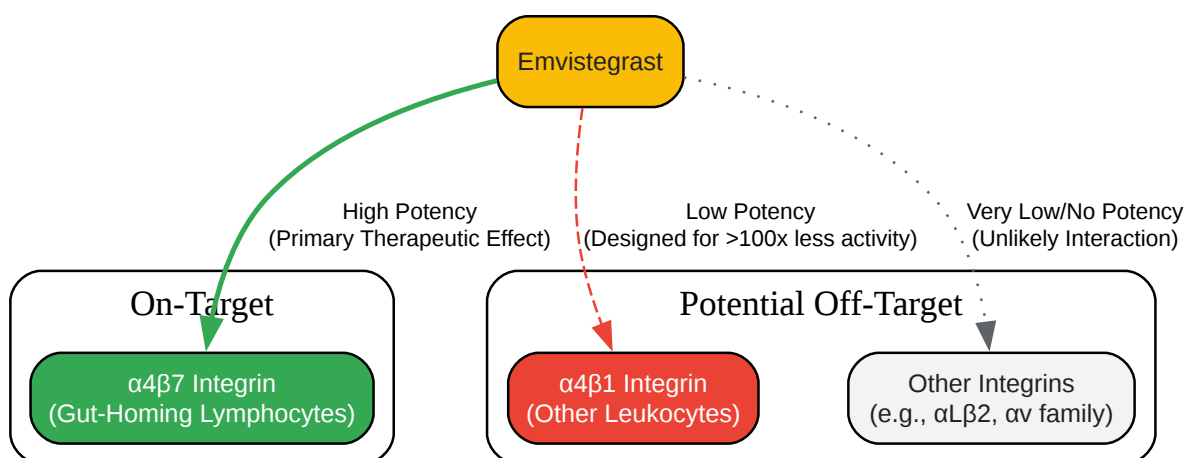 Emvistegrast
High Potency
(Primary Therapeutic Effect)
Low Potency
(Designed for >100x less activity)
Very Low/No Potency
(Unlikely Interaction)
On-Target
Potential Off-Target
α4β7 Integrin
(Gut-Homing Lymphocytes)
α4β1 Integrin
(Other Leukocytes)
Other Integrins
(e.g., αLβ2, αv family)